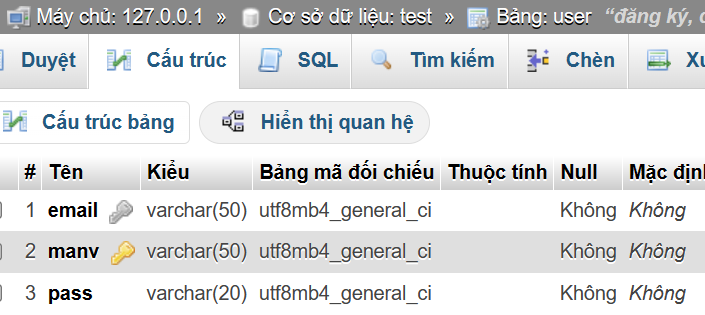 Máy chủ: 127.0.0.1 » Cơ sở dữ liệu: test » Bảng: user “đăng ký,
Duyệt Cấu trúc SQL Tìm kiếm Chèn
Cấu trúc bảng Hiển thị quan hệ
# Tên Kiểu Bảng mã đối chiếu Thuộc tính Null Mặc định
1 email varchar(50) utf8mb4_general_ci Không Không
2 manv varchar(50) utf8mb4_general_ci Không Không
3 pass varchar(20) utf8mb4_general_ci Không Không